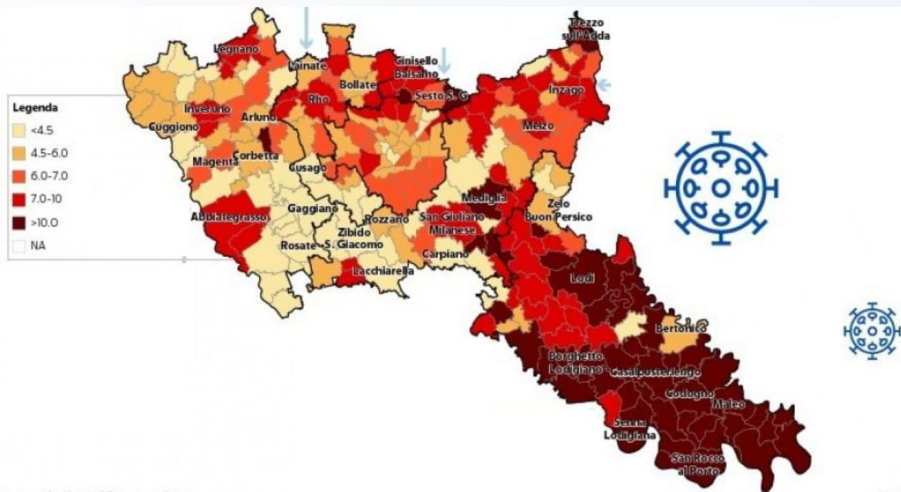 Trezzo
sull'Adda
Legnano
Lainate
Cinisello
Balsamo
Bollate
Rho
Sesto S. G
Inzago
Legenda
<4.5
4.5-6.0
6.0-7.0
7.0-10
>10.0
NA
Inveruno
Arluno
Cuggiono
Melzo
Magenta
Corbetta
Cusago
Mediglia
Zelo
Buon Persico
Abbiategrasso
Gaggiano
Rozzano
San Giuliano
Milanese
Zibido
S. Giacomo
Rosate
Carpiano
Lacchiarella
Lodi
Bertonico
Borghetto
Lodigiano
Casalpusterlengo
Codogno
Maleo
Senna
Lodigiana
San Rocco
al Porto